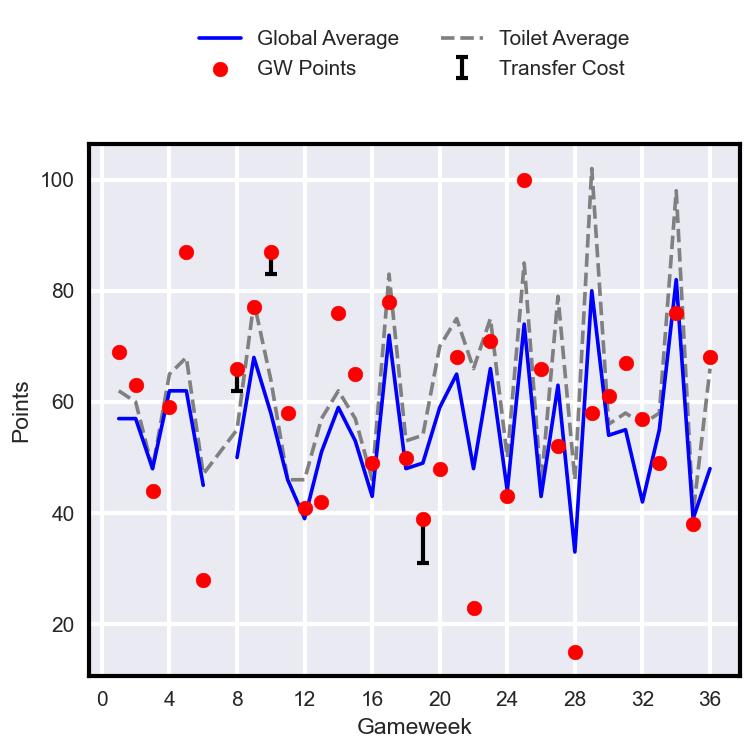 Global Average
Toilet Average
GW Points
Transfer Cost
100
80
60
40
20
Points
0 4 8 12 16 20 24 28 32 36
Gameweek